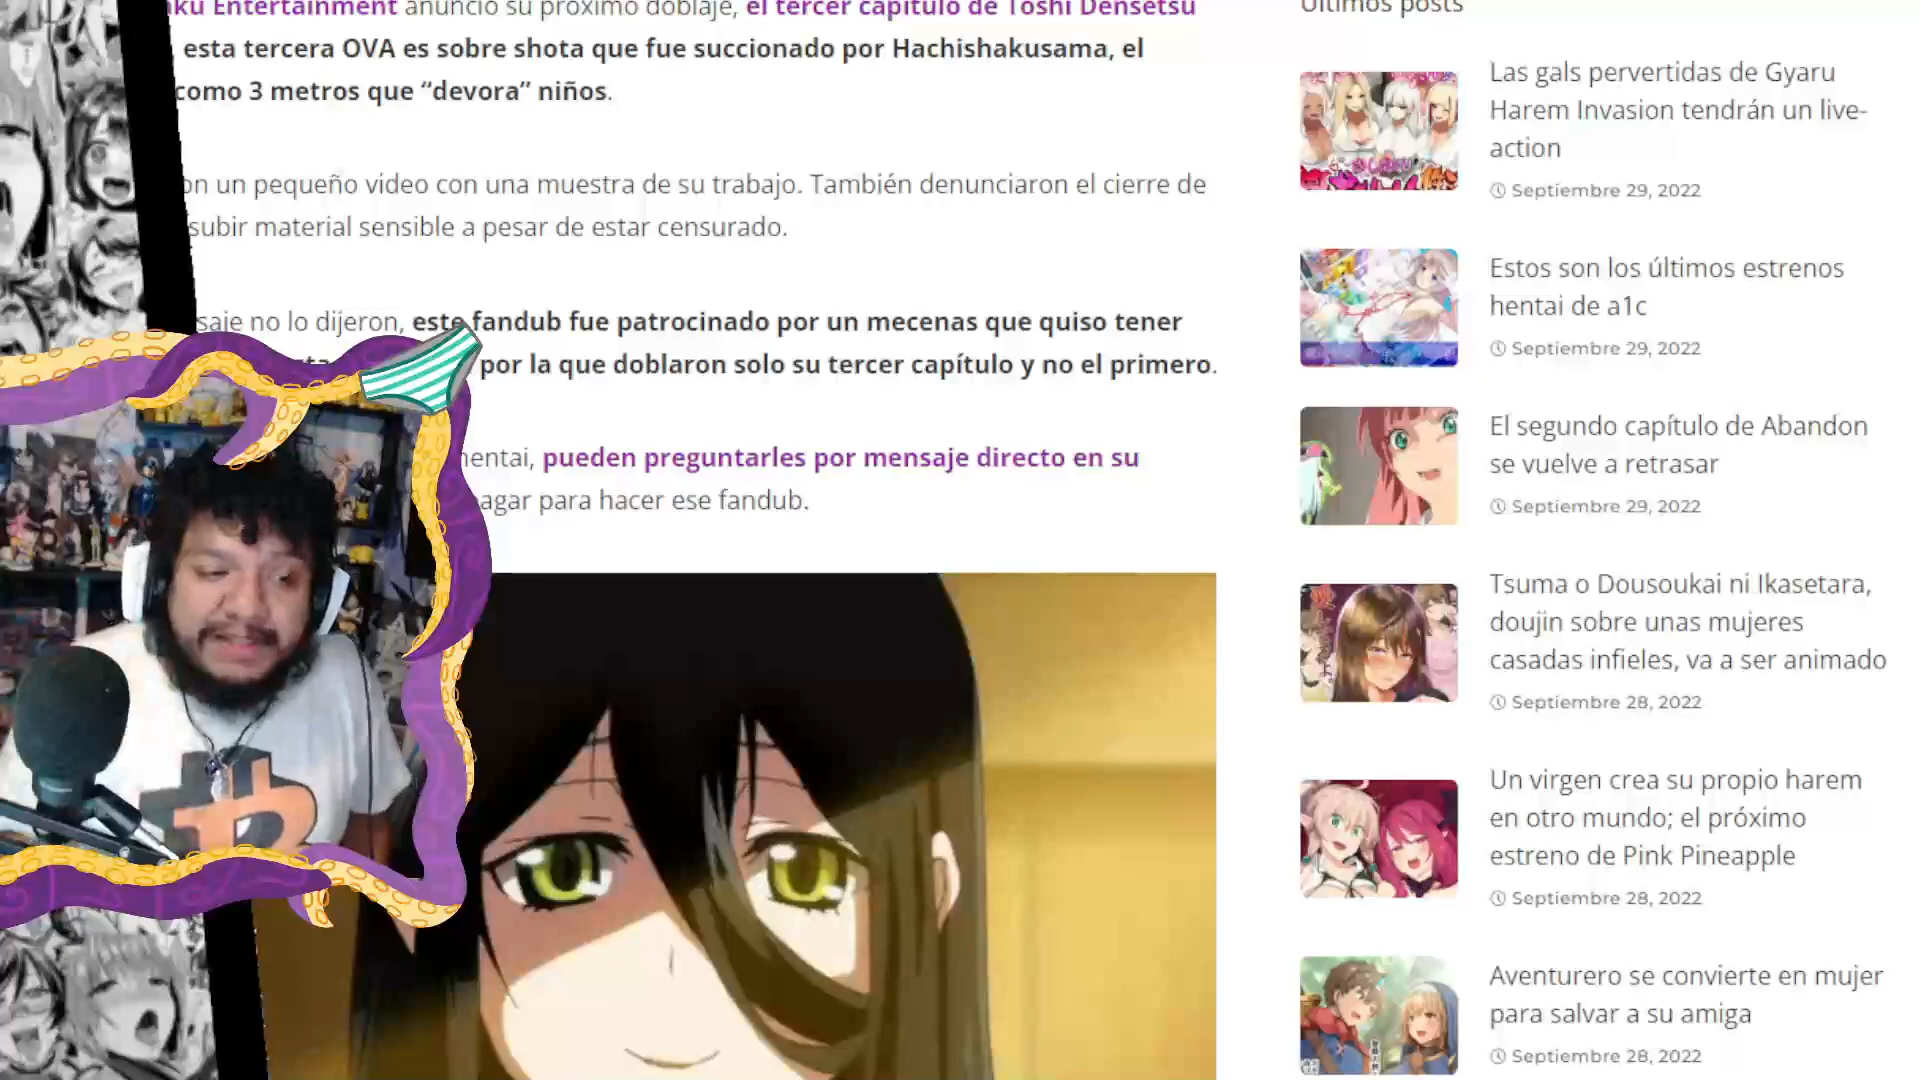 ku Entertainment anunció su próximo doblaje, el tercer capítulo de Toshi Densetsu
esta tercera OVA es sobre shota que fue succionado por Hachishakusama, el
como 3 metros que “devora” niños.
on un pequeño vídeo con una muestra de su trabajo. También denunciaron el cierre de
subir material sensible a pesar de estar censurado.
saje no lo dijeron, este fandub fue patrocinado por un mecenas que quiso tener
por la que doblaron solo su tercer capítulo y no el primero.
hentai, pueden preguntarles por mensaje directo en su
pagar para hacer ese fandub.
Últimos posts
Las gals pervertidas de Gyaru
Harem Invasion tendrán un live-
action
Septiembre 29, 2022
Estos son los últimos estrenos
hentai de a1c
Septiembre 29, 2022
El segundo capítulo de Abandon
se vuelve a retrasar
Septiembre 29, 2022
Tsuma o Dousoukai ni Ikasetara,
doujin sobre unas mujeres
casadas infieles, va a ser animado
Septiembre 28, 2022
Un virgen crea su propio harem
en otro mundo; el próximo
estreno de Pink Pineapple
Septiembre 28, 2022
Aventurero se convierte en mujer
para salvar a su amiga
Septiembre 28, 2022